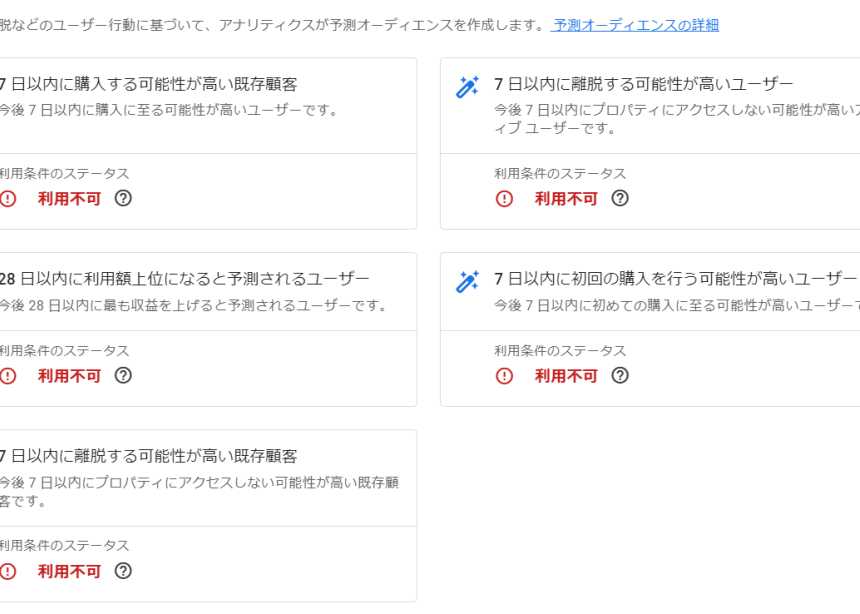 脱などのユーザー行動に基づいて、アナリティクスが予測オーディエンスを作成します。 予測オーディエンスの詳細
7 日以内に購入する可能性が高い既存顧客
今後 7 日以内に購入に至る可能性が高いユーザーです。
利用条件のステータス
利用不可
7 日以内に離脱する可能性が高いユーザー
今後 7 日以内にプロパティにアクセスしない可能性が高い
ィブ ユーザーです。
利用条件のステータス
利用不可
28 日以内に利用額上位になると予測されるユーザー
今後 28 日以内に最も収益を上げると予測されるユーザーです。
利用条件のステータス
利用不可
7 日以内に初回の購入を行う可能性が高いユーザー
今後 7 日以内に初めての購入に至る可能性が高いユーザー
利用条件のステータス
利用不可
7 日以内に離脱する可能性が高い既存顧客
今後 7 日以内にプロパティにアクセスしない可能性が高い既存顧
客です。
利用条件のステータス
利用不可